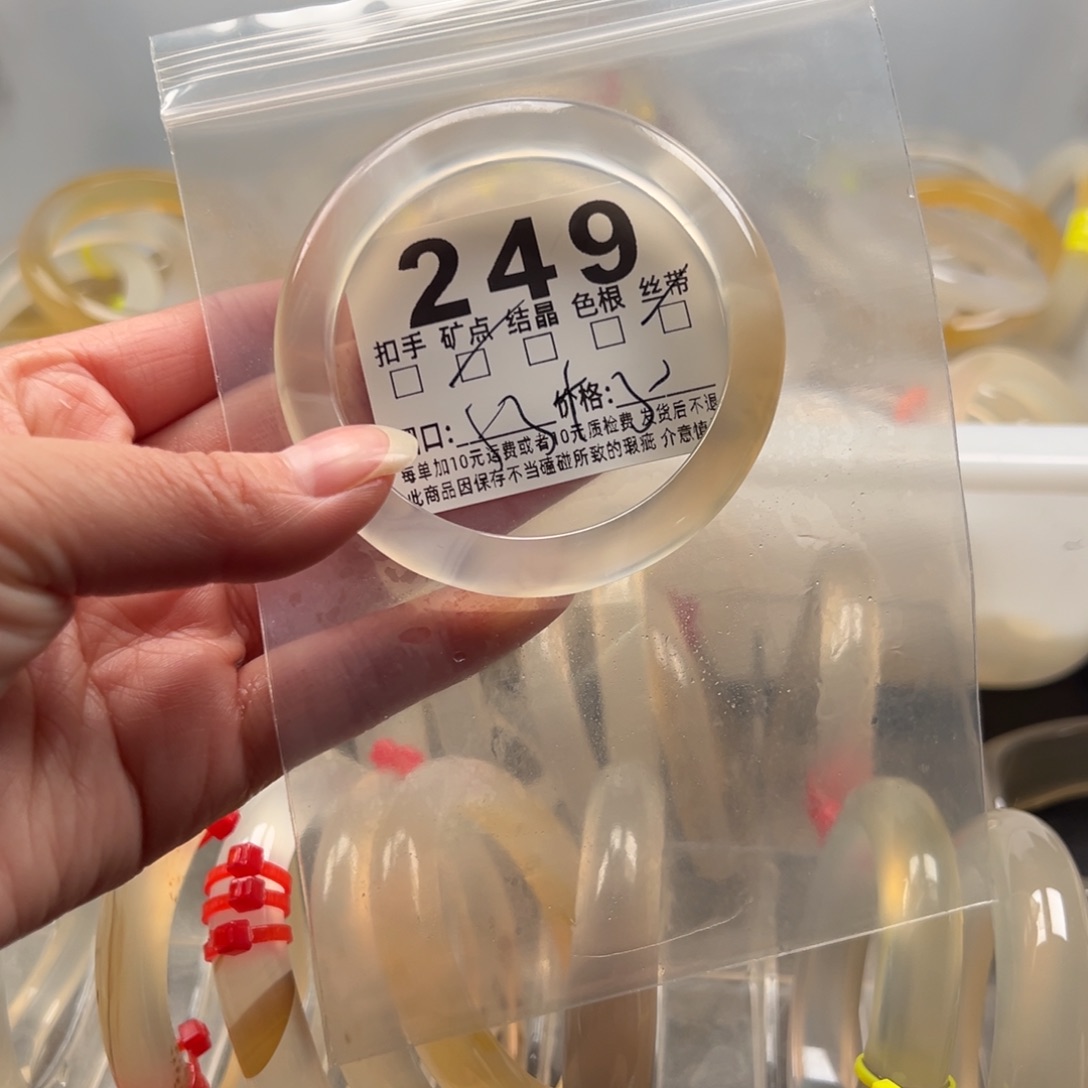 249
扣手 矿点 结晶 色根 丝带
口: 价格:
每单加10元运费或者10元质检费 发货后不退
此商品因保存不当磕碰所致的瑕疵 介意慎